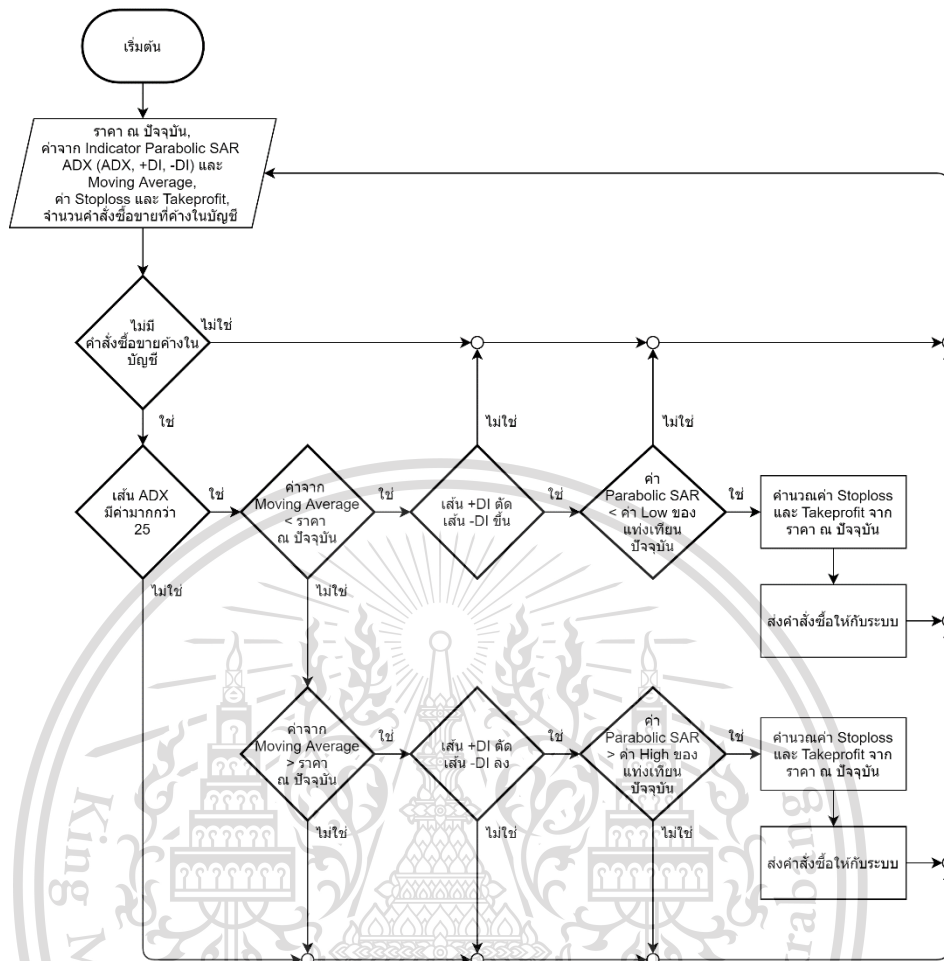 เริ่มต้น
ราคา ณ ปัจจุบัน,
ค่าจาก Indicator Parabolic SAR
ADX (ADX, +DI, -DI) และ
Moving Average,
ค่า Stoploss และ Takeprofit,
จำนวนคำสั่งซื้อขายที่ค้างในบัญชี
ไม่มี
คำสั่งซื้อขายค้างใน
บัญชี
ไม่ใช่
ใช่
ไม่ใช่
ไม่ใช่
เส้น ADX
มีค่ามากกว่า
25
ใช่
ไม่ใช่
ค่าจาก
Moving Average
< ราคา
ณ ปัจจุบัน
ใช่
ไม่ใช่
เส้น +DI ตัด
เส้น -DI ขึ้น
ใช่
ค่า
Parabolic SAR
< ค่า Low ของ
แท่งเทียน
ปัจจุบัน
ใช่
คำนวณค่า Stoploss
และ Takeprofit จาก
ราคา ณ ปัจจุบัน
ส่งคำสั่งซื้อให้กับระบบ
ค่าจาก
Moving Average
> ราคา
ณ ปัจจุบัน
ใช่
ไม่ใช่
เส้น +DI ตัด
เส้น -DI ลง
ใช่
ไม่ใช่
ค่า
Parabolic SAR
> ค่า High ของ
แท่งเทียน
ปัจจุบัน
ใช่
ไม่ใช่
คำนวณค่า Stoploss
และ Takeprofit จาก
ราคา ณ ปัจจุบัน
ส่งคำสั่งซื้อให้กับระบบ
King